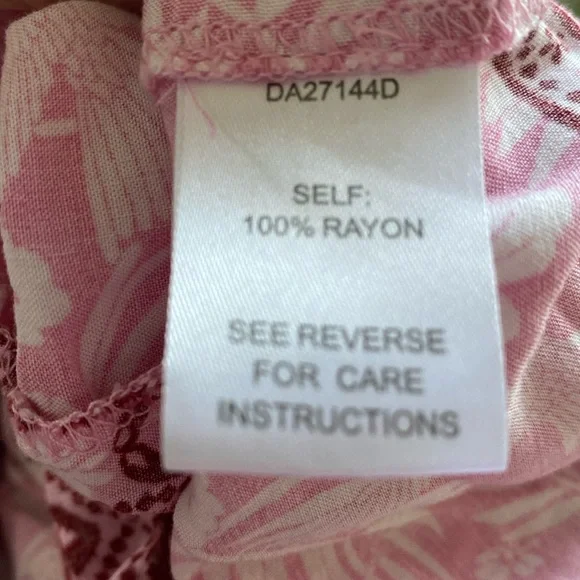 DA27144D
SELF:
100% RAYON
SEE REVERSE
FOR CARE
INSTRUCTIONS